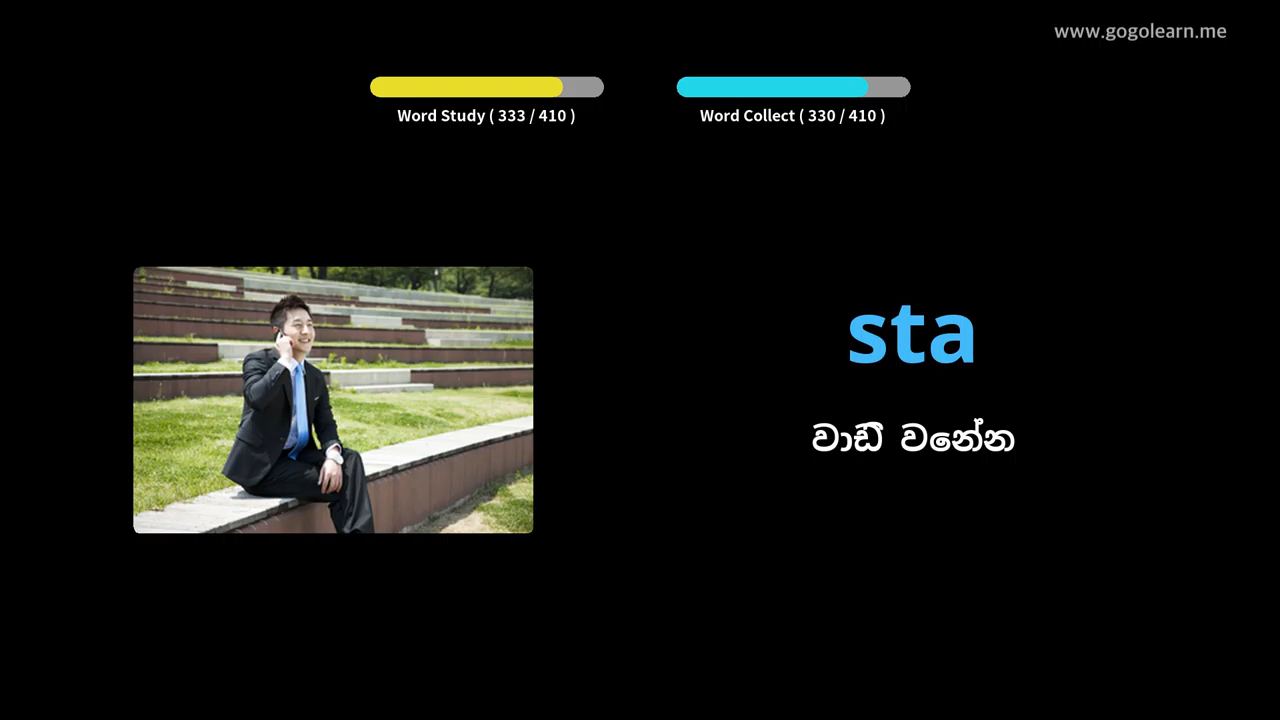 www.gogolearn.me
Word Study ( 333 / 410 )
Word Collect ( 330 / 410 )
sta
වාඩි වනේන